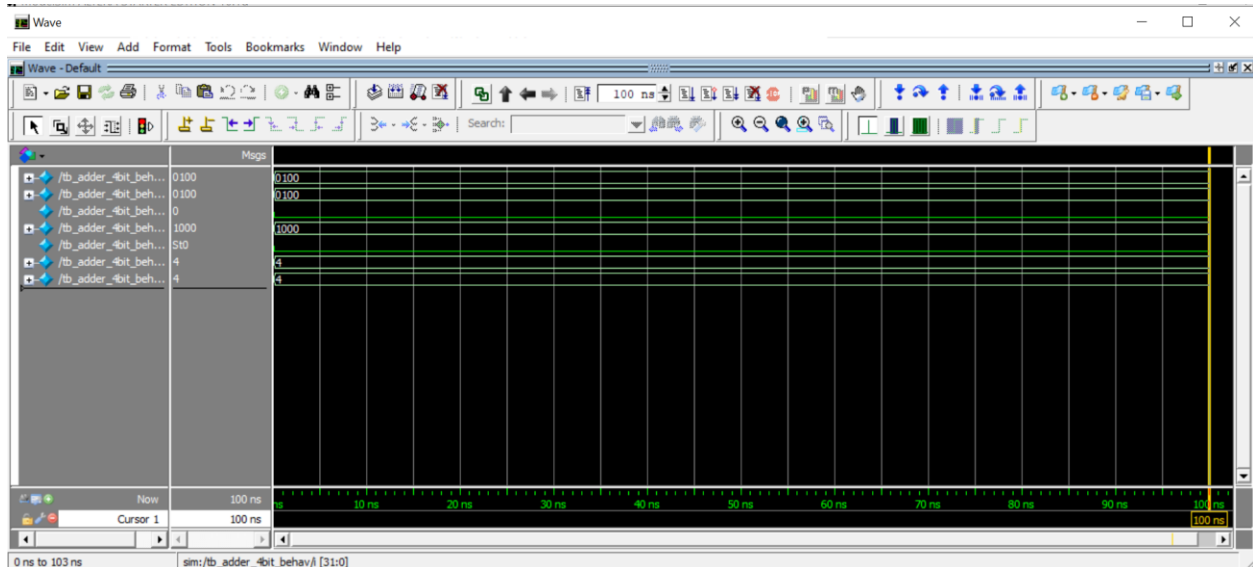 Wave
File Edit View Add Format Tools Bookmarks Window Help
Wave - Default
100 ns
Search:
Msgs
/tb_adder_4bit_beh... 0100 0100
/tb_adder_4bit_beh... 0100 0100
/tb_adder_4bit_beh... 0
/tb_adder_4bit_beh... 1000 1000
/tb_adder_4bit_beh... St0
/tb_adder_4bit_beh... 4 4
/tb_adder_4bit_beh... 4 4
Now 100 ns ns 10 ns 20 ns 30 ns 40 ns 50 ns 60 ns 70 ns 80 ns 90 ns 100 ns
Cursor 1 100 ns 100 ns
0 ns to 103 ns sim:/tb_adder_4bit_behav/i [31:0]